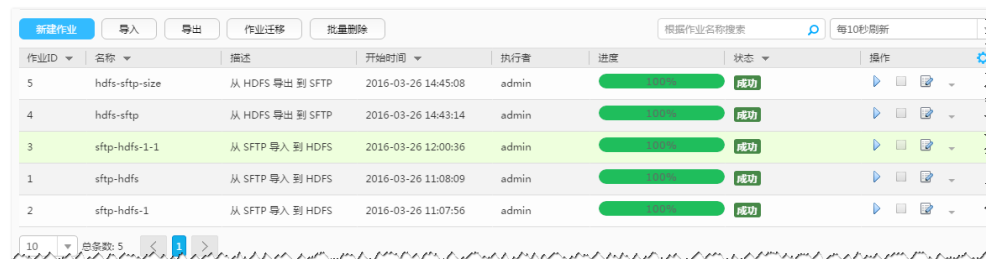 新建作业 导入 导出 作业迁移 批量删除 根据作业名称搜索 每10秒刷新
作业ID 名称 描述 开始时间 执行者 进度 状态 操作
5 hdfs-sftp-size 从 HDFS 导出 到 SFTP 2016-03-26 14:45:08 admin 100% 成功
4 hdfs-sftp 从 HDFS 导出 到 SFTP 2016-03-26 14:43:14 admin 100% 成功
3 sftp-hdfs-1-1 从 SFTP 导入 到 HDFS 2016-03-26 12:00:36 admin 100% 成功
1 sftp-hdfs 从 SFTP 导入 到 HDFS 2016-03-26 11:08:09 admin 100% 成功
2 sftp-hdfs-1 从 SFTP 导入 到 HDFS 2016-03-26 11:07:56 admin 100% 成功
10 总条数: 5 < 1 >